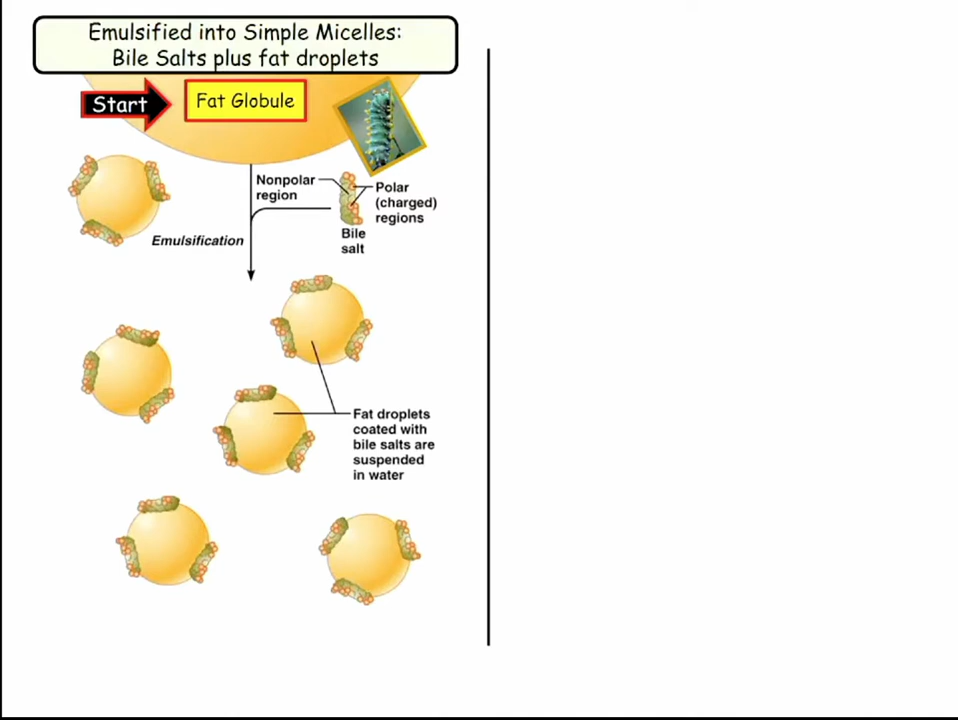 Emulsified into Simple Micelles:
Bile Salts plus fat droplets
Start
Fat Globule
Nonpolar
region
Polar
(charged)
regions
Bile
salt
Emulsification
Fat droplets
coated with
bile salts are
suspended
in water